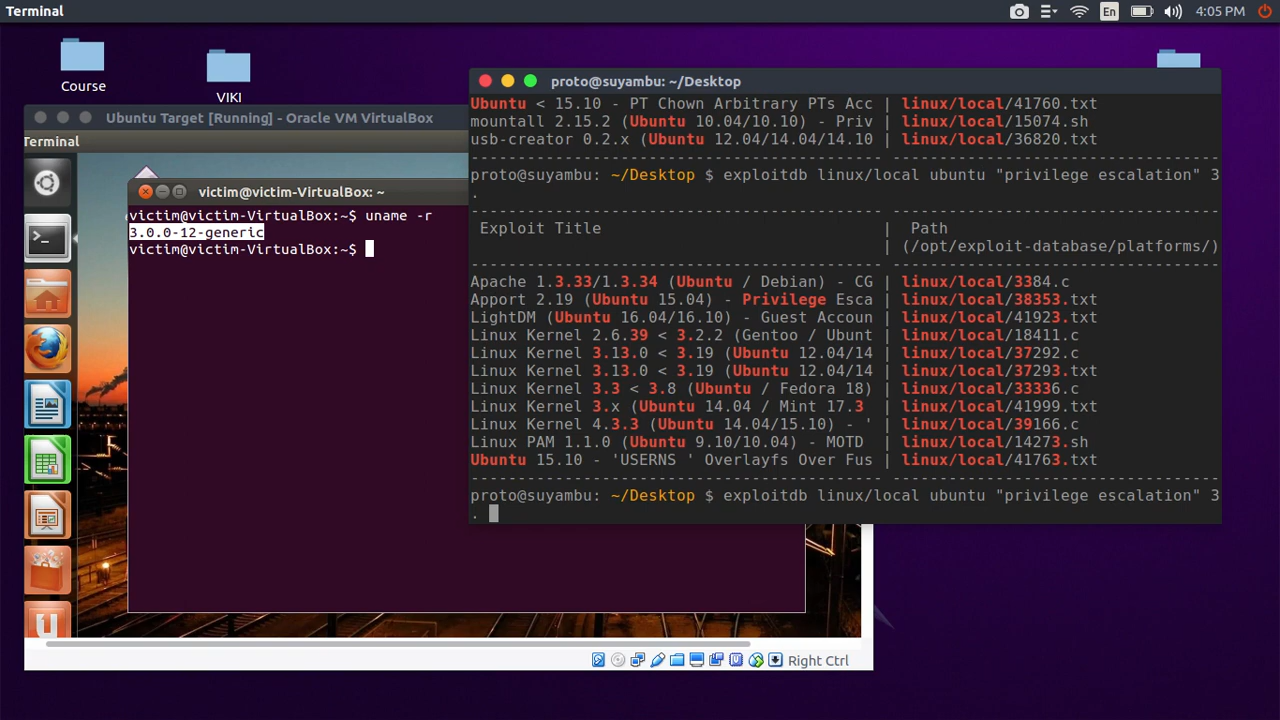 Terminal
En
4:05 PM
Course
VIKI
Ubuntu Target [Running] - Oracle VM VirtualBox
Terminal
victim@victim-VirtualBox: ~
victim@victim-VirtualBox:~$ uname -r
3.0.0-12-generic
victim@victim-VirtualBox:~$
Right Ctrl
proto@suyambu: ~/Desktop
Ubuntu < 15.10 - PT Chown Arbitrary PTs Acc | linux/local/41760.txt
mountall 2.15.2 (Ubuntu 10.04/10.10) - Priv | linux/local/15074.sh
usb-creator 0.2.x (Ubuntu 12.04/14.04/14.10 | linux/local/36820.txt
-------------------------------------------- ----------------------------------
proto@suyambu: ~/Desktop $ exploitdb linux/local ubuntu "privilege escalation" 3
.
-------------------------------------------- ----------------------------------
Exploit Title | Path
| (/opt/exploit-database/platforms/)
-------------------------------------------- ----------------------------------
Apache 1.3.33/1.3.34 (Ubuntu / Debian) - CG | linux/local/3384.c
Apport 2.19 (Ubuntu 15.04) - Privilege Esca | linux/local/38353.txt
LightDM (Ubuntu 16.04/16.10) - Guest Accoun | linux/local/41923.txt
Linux Kernel 2.6.39 < 3.2.2 (Gentoo / Ubunt | linux/local/18411.c
Linux Kernel 3.13.0 < 3.19 (Ubuntu 12.04/14 | linux/local/37292.c
Linux Kernel 3.13.0 < 3.19 (Ubuntu 12.04/14 | linux/local/37293.txt
Linux Kernel 3.3 < 3.8 (Ubuntu / Fedora 18) | linux/local/33336.c
Linux Kernel 3.x (Ubuntu 14.04 / Mint 17.3 | linux/local/41999.txt
Linux Kernel 4.3.3 (Ubuntu 14.04/15.10) - ' | linux/local/39166.c
Linux PAM 1.1.0 (Ubuntu 9.10/10.04) - MOTD | linux/local/14273.sh
Ubuntu 15.10 - 'USERNS ' Overlayfs Over Fus | linux/local/41763.txt
-------------------------------------------- ----------------------------------
proto@suyambu: ~/Desktop $ exploitdb linux/local ubuntu "privilege escalation" 3
.